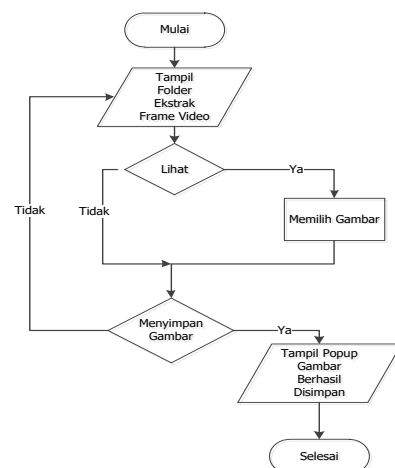 Mulai
Tampil
Folder
Ekstrak
Frame Video
Lihat
Ya
Memilih Gambar
Tidak
Tidak
Menyimpan
Gambar
Ya
Tampil Popup
Gambar
Berhasil
Disimpan
Selesai